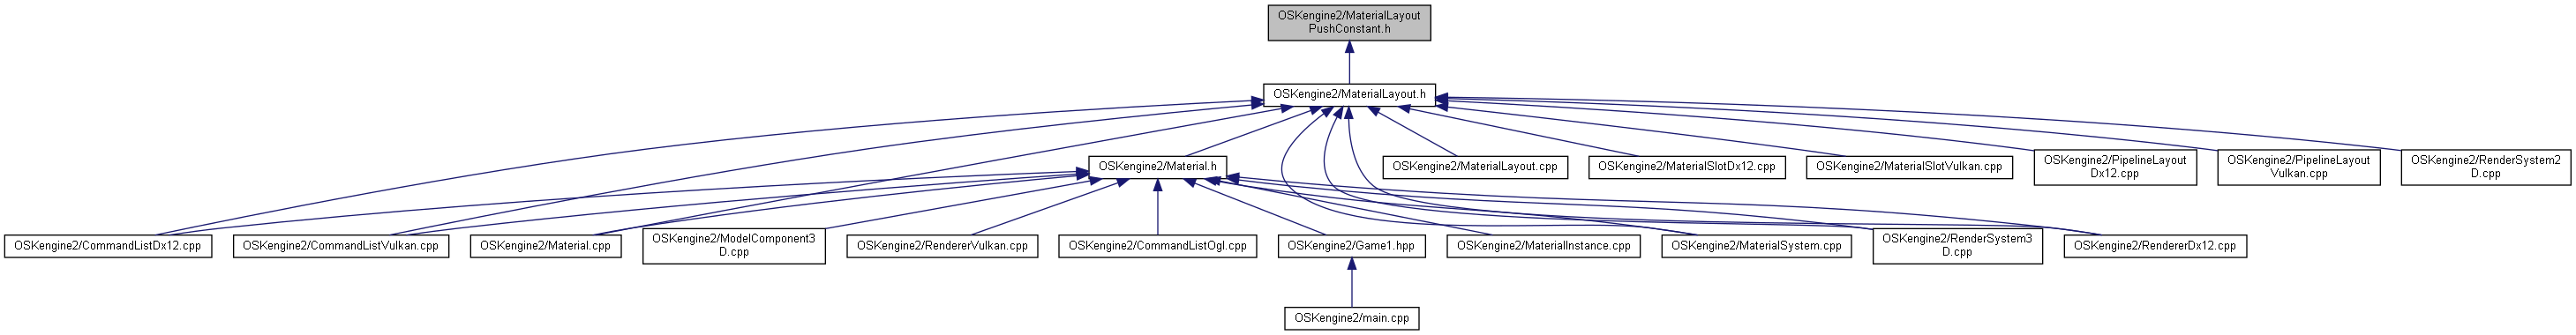 OSKengine2/MaterialLayout
PushConstant.h
OSKengine2/MaterialLayout.h
OSKengine2/Material.h
OSKengine2/MaterialLayout.cpp
OSKengine2/MaterialSlotDx12.cpp
OSKengine2/MaterialSlotVulkan.cpp
OSKengine2/PipelineLayout
Dx12.cpp
OSKengine2/PipelineLayout
Vulkan.cpp
OSKengine2/RenderSystem2
D.cpp
OSKengine2/CommandListDx12.cpp
OSKengine2/CommandListVulkan.cpp
OSKengine2/Material.cpp
OSKengine2/ModelComponent3
D.cpp
OSKengine2/RendererVulkan.cpp
OSKengine2/CommandListOgl.cpp
OSKengine2/Game1.hpp
OSKengine2/MaterialInstance.cpp
OSKengine2/MaterialSystem.cpp
OSKengine2/RenderSystem3
D.cpp
OSKengine2/RendererDx12.cpp
OSKengine2/main.cpp